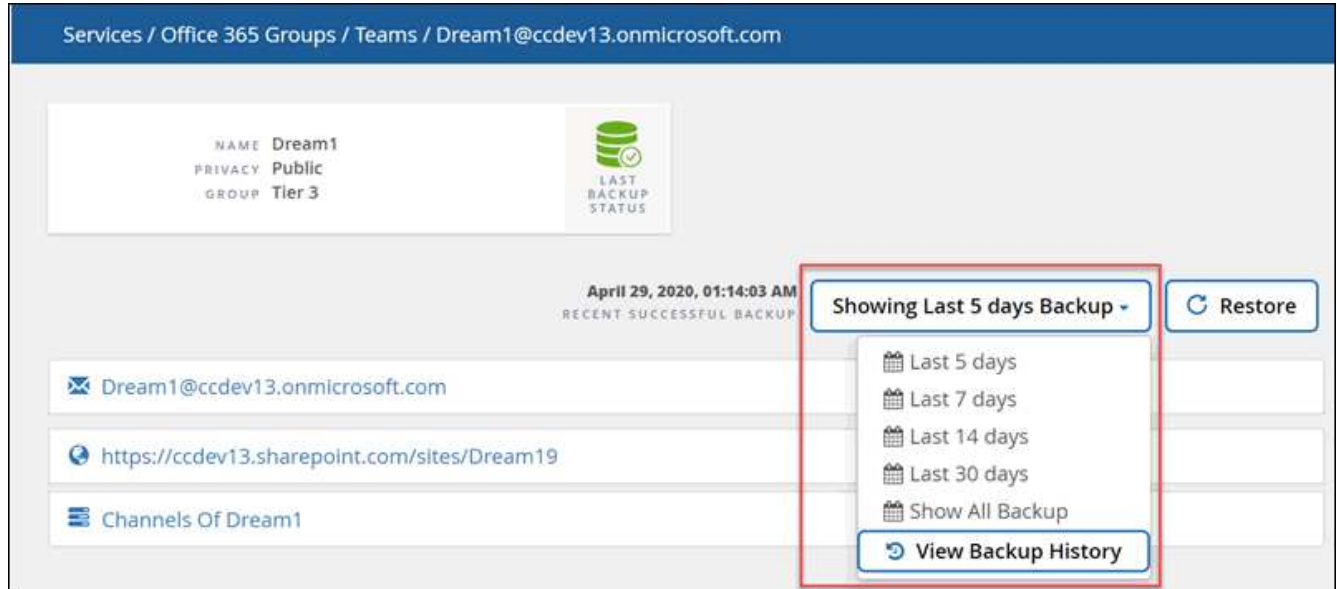 Services / Office 365 Groups / Teams / Dream1@ccdev13.onmicrosoft.com
NAME Dream1
PRIVACY Public
GROUP Tier 3
LAST
BACKUP
STATUS
April 29, 2020, 01:14:03 AM
RECENT SUCCESSFUL BACKUP
Showing Last 5 days Backup
Restore
Dream1@ccdev13.onmicrosoft.com
https://ccdev13.sharepoint.com/sites/Dream19
Channels Of Dream1
Last 5 days
Last 7 days
Last 14 days
Last 30 days
Show All Backup
View Backup History